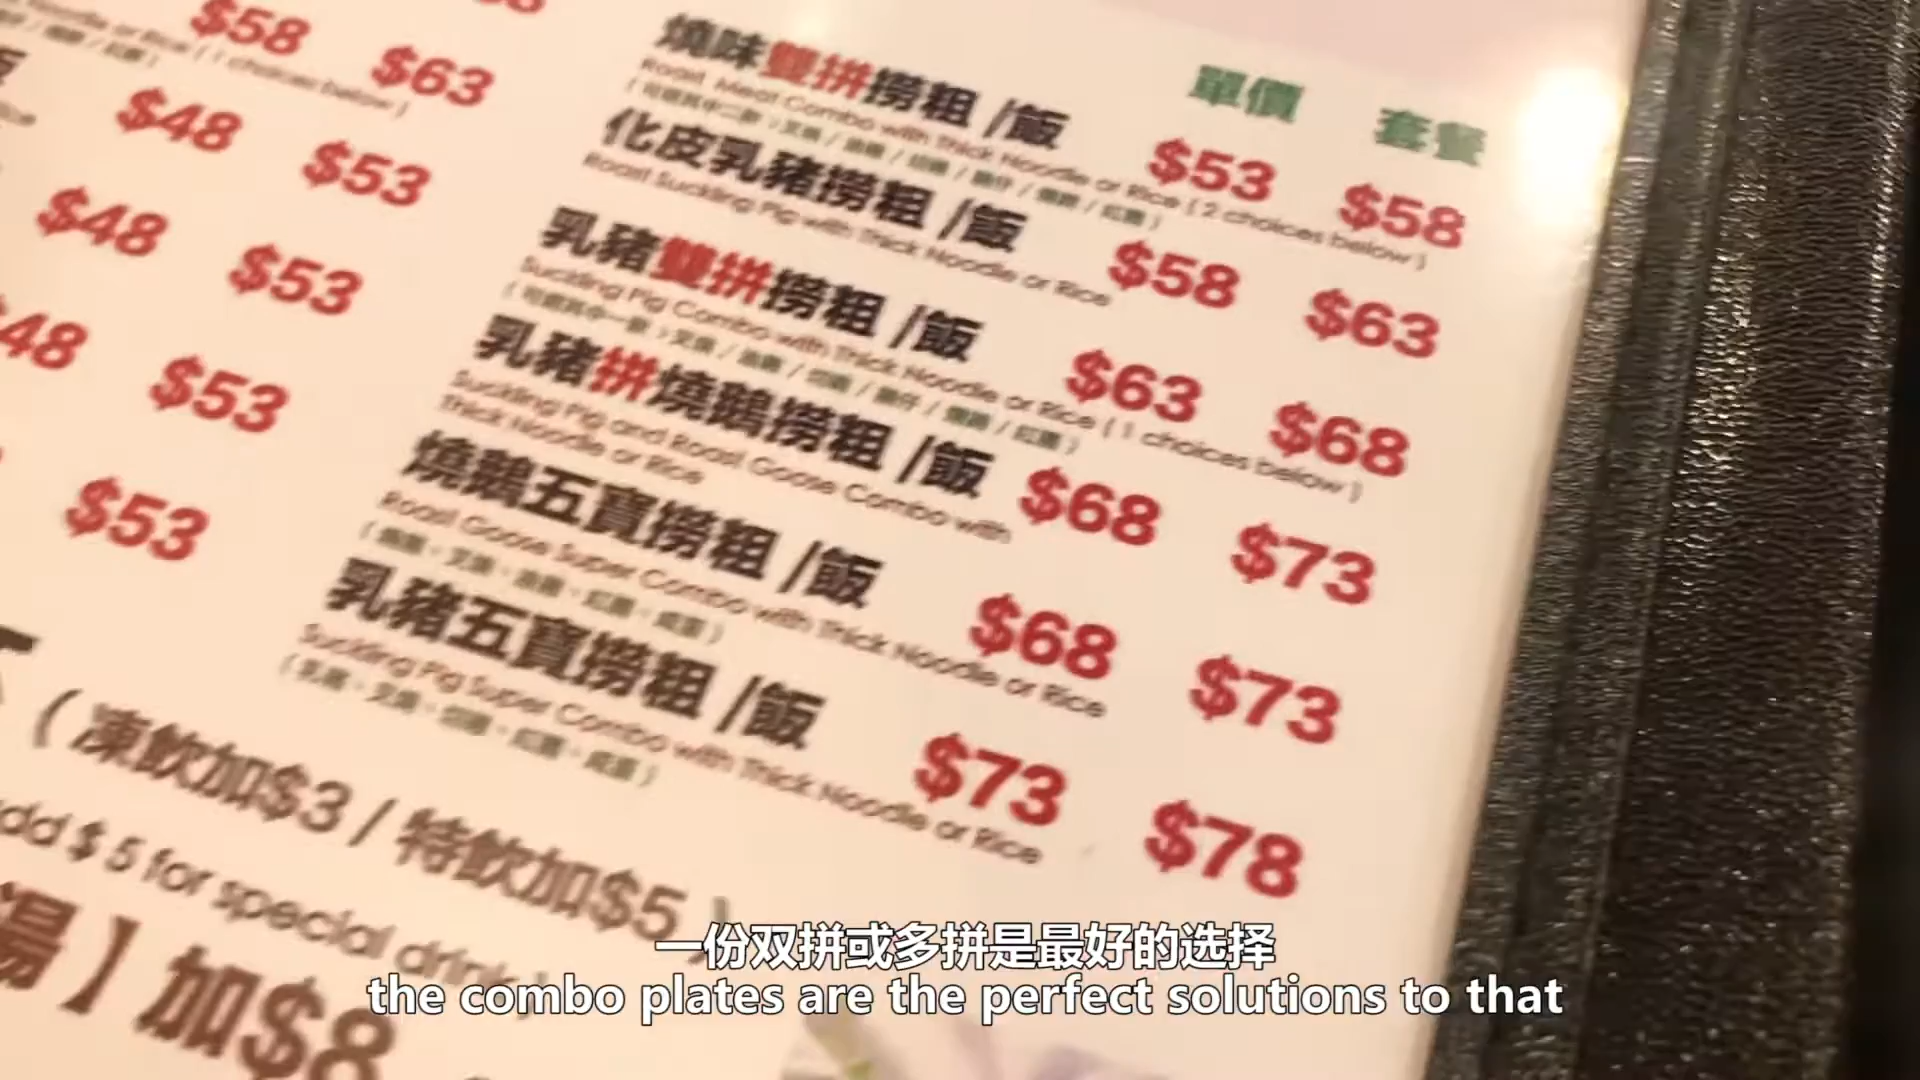 $58
$63
$48
$53
$48
$53
$48
$53
$53
單價 套餐
燒味雙拼撈粗 /飯 $53 $58
Roast Meat Combo with Thick Noodle or Rice ( 2 choices below )
化皮乳豬撈粗 /飯 $58 $63
Roast Suckling Pig with Thick Noodle or Rice
乳豬雙拼撈粗 /飯 $63 $68
Suckling Pig Combo with Thick Noodle or Rice ( 1 choices below )
乳豬拼燒鵝撈粗 /飯 $68 $73
Suckling Pig and Roast Goose Combo with
Thick Noodle or Rice
燒鵝五寶撈粗 /飯 $68 $73
Roast Goose Super Combo with Thick Noodle or Rice
乳豬五寶撈粗 /飯 $73 $78
Suckling Pig Super Combo with Thick Noodle or Rice
( 凍飲加$3 / 特飲加$5 )
add $ 5 for special drink )
湯】加$8
一份双拼或多拼是最好的选择
the combo plates are the perfect solutions to that